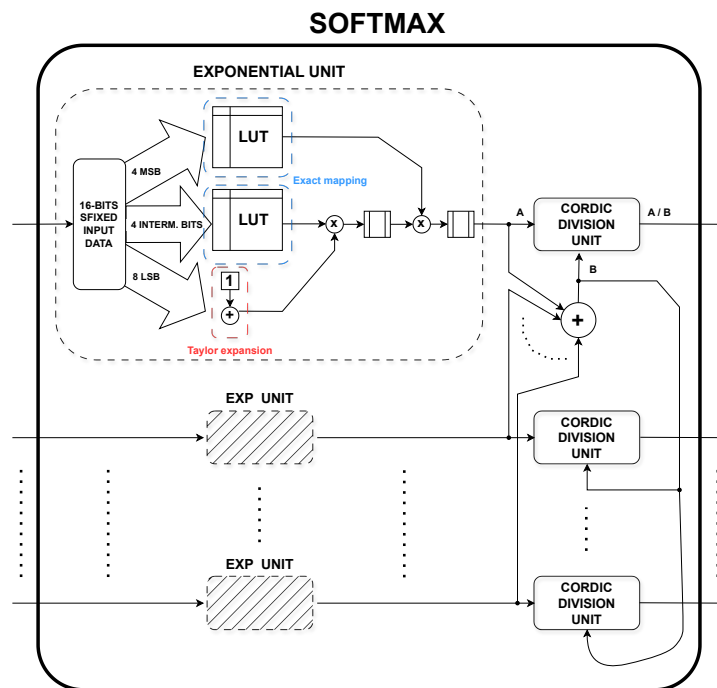 SOFTMAX
EXPONENTIAL UNIT
LUT
4 MSB
Exact mapping
16-BITS
SFIXED
INPUT
DATA
4 INTERM. BITS
LUT
x
x
A
CORDIC
DIVISION
UNIT
A / B
8 LSB
1
+
B
+
Taylor expansion
EXP UNIT
CORDIC
DIVISION
UNIT
EXP UNIT
CORDIC
DIVISION
UNIT